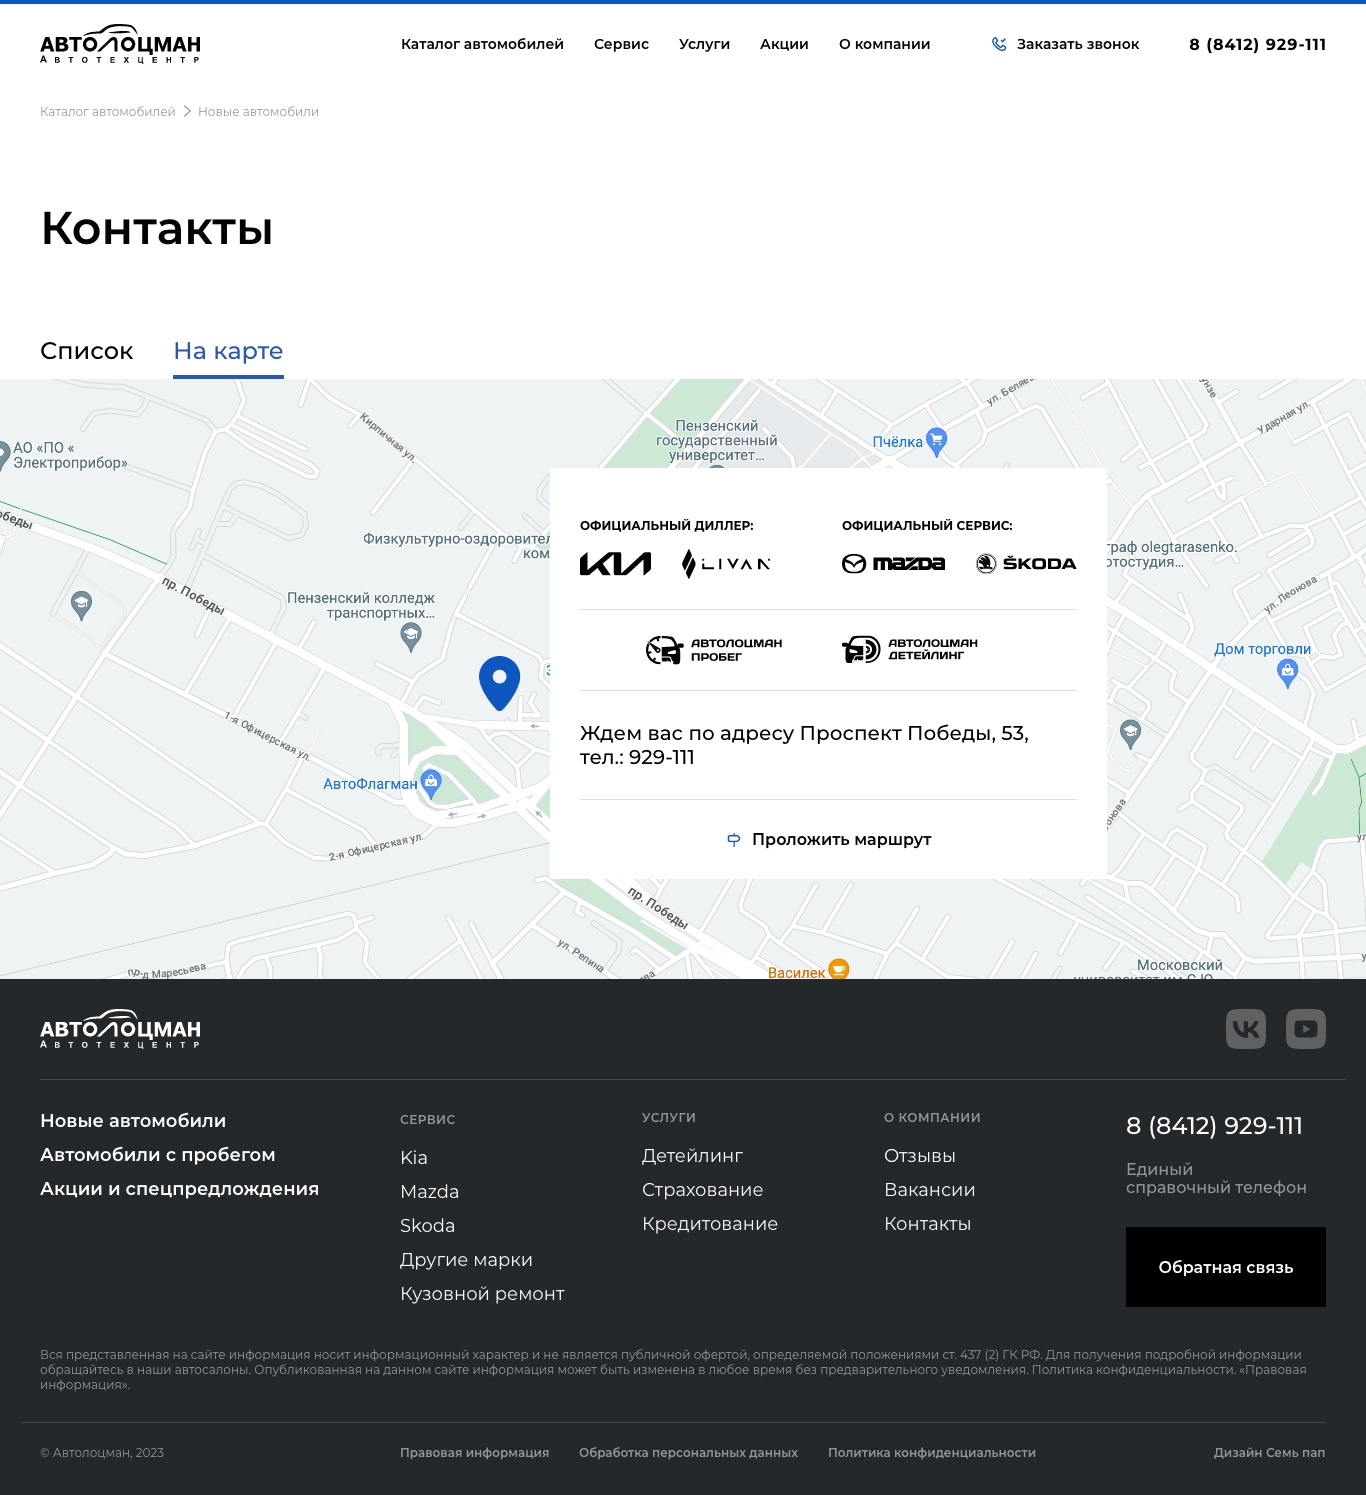 АВТОЛОЦМАН
Автотехцентр
Каталог автомобилей
Сервис
Услуги
Акции
О компании
Заказать звонок
8 (8412) 929-111
Каталог автомобилей
Новые автомобили
Контакты
Список
На карте
ул. Беляев
Ударная ул.
Кирпичная ул.
Пензенский
государственный
университет...
Пчёлка
АО «ПО «
Электроприбор»
обеды
Физкультурно-оздоровител
ком
граф olegtarasenko.
отостудия...
пр. Победы
Пензенский колледж
транспортных...
ул. Леонова
Дом торговли
1-я Офицерская ул.
АвтоФлагман
2-я Офицерская ул.
ОФИЦИАЛЬНЫЙ ДИЛЛЕР:
ОФИЦИАЛЬНЫЙ СЕРВИС:
KIA
LIVAN
mazda
ŠKODA
АВТОЛОЦМАН
ПРОБЕГ
АВТОЛОЦМАН
ДЕТЕЙЛИНГ
Ждем вас по адресу Проспект Победы, 53,
тел.: 929-111
Проложить маршрут
онова
пр. Победы
ул. Репина
пр-д Маресьева
Василек
Московский
АВТОЛОЦМАН
Автотехцентр
Новые автомобили
Автомобили с пробегом
Акции и спецпредложения
СЕРВИС
Kia
Mazda
Skoda
Другие марки
Кузовной ремонт
УСЛУГИ
Детейлинг
Страхование
Кредитование
О КОМПАНИИ
Отзывы
Вакансии
Контакты
8 (8412) 929-111
Единый
справочный телефон
Обратная связь
Вся представленная на сайте информация носит информационный характер и не является публичной офертой, определяемой положениями ст. 437 (2) ГК РФ. Для получения подробной информации
обращайтесь в наши автосалоны. Опубликованная на данном сайте информация может быть изменена в любое время без предварительного уведомления. Политика конфиденциальности. «Правовая
информация».
© Автолоцман, 2023
Правовая информация
Обработка персональных данных
Политика конфиденциальности
Дизайн Семь пап